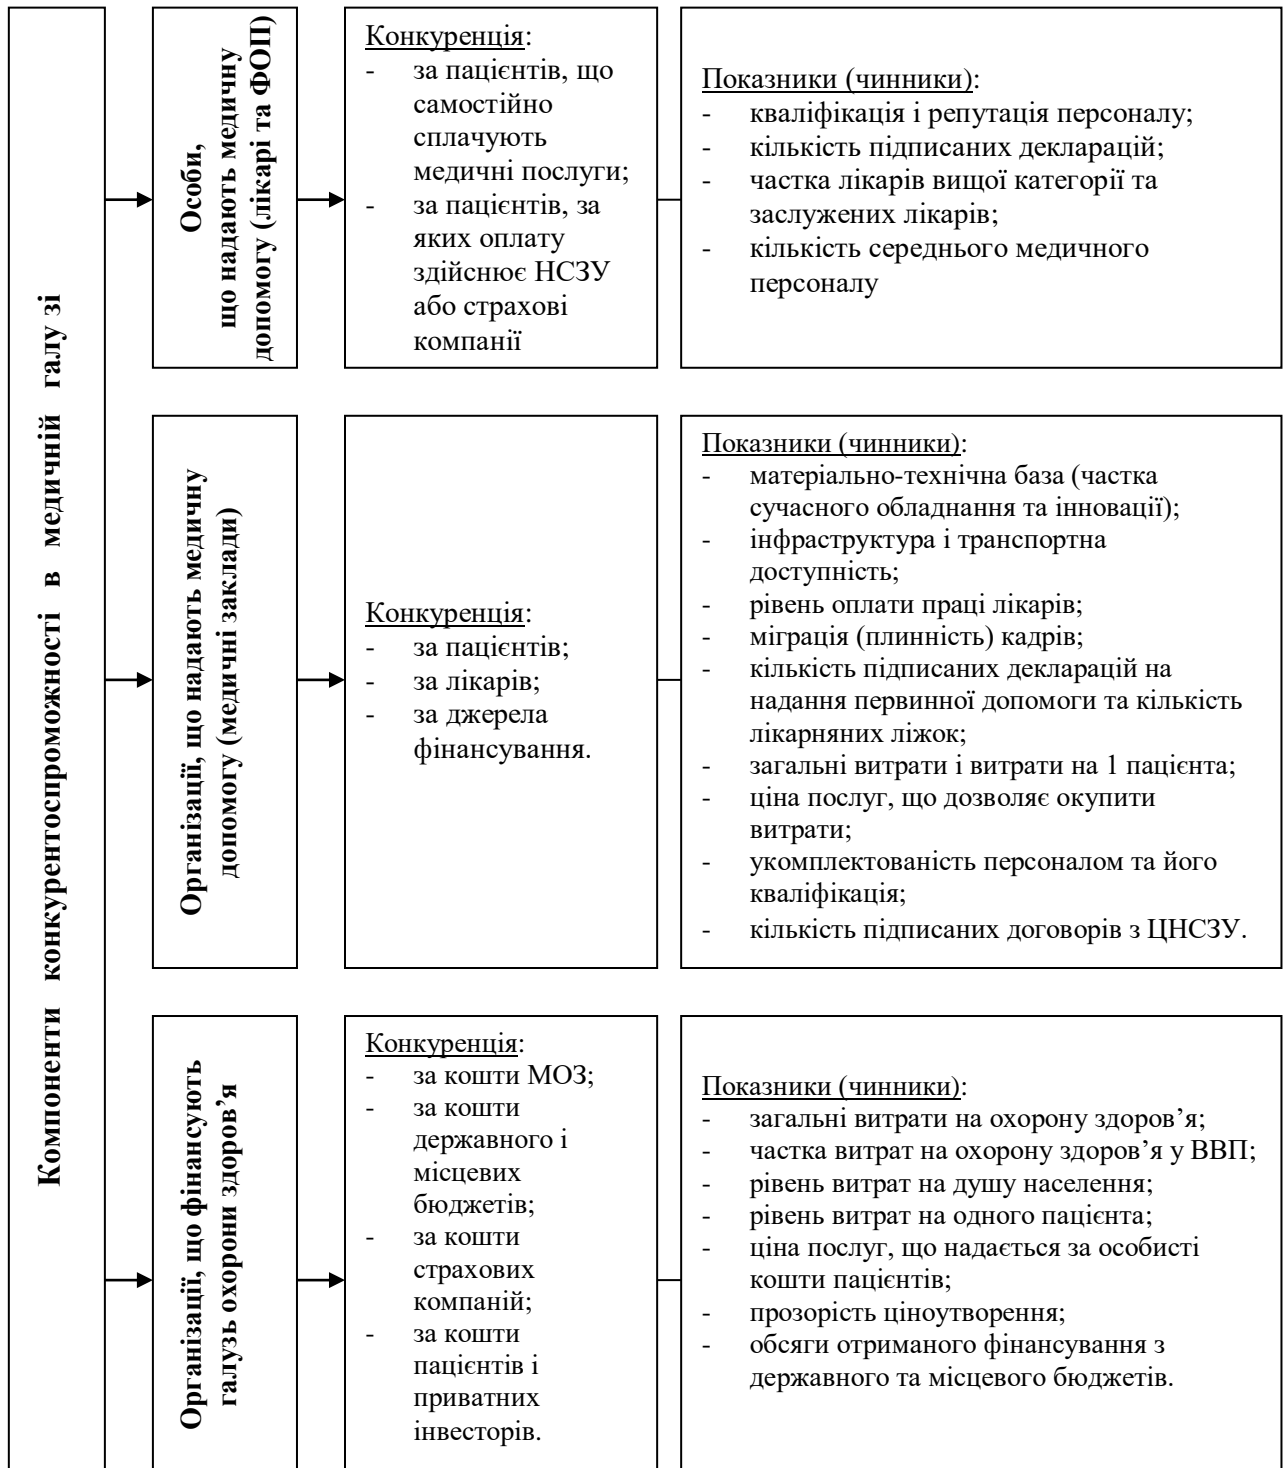 Компоненти конкурентоспроможності в медичній галу зі
Особи,
що надають медичну
допомогу (лікарі та ФОП)
Конкуренція:
- за пацієнтів, що
самостійно
сплачують
медичні послуги;
- за пацієнтів, за
яких оплату
здійснює НСЗУ
або страхові
компанії
Показники (чинники):
- кваліфікація і репутація персоналу;
- кількість підписаних декларацій;
- частка лікарів вищої категорії та
заслужених лікарів;
- кількість середнього медичного
персоналу
Організації, що надають медичну
допомогу (медичні заклади)
Конкуренція:
- за пацієнтів;
- за лікарів;
- за джерела
фінансування.
Показники (чинники):
- матеріально-технічна база (частка
сучасного обладнання та інновації);
- інфраструктура і транспортна
доступність;
- рівень оплати праці лікарів;
- міграція (плинність) кадрів;
- кількість підписаних декларацій на
надання первинної допомоги та кількість
лікарняних ліжок;
- загальні витрати і витрати на 1 пацієнта;
- ціна послуг, що дозволяє окупити
витрати;
- укомплектованість персоналом та його
кваліфікація;
- кількість підписаних договорів з ЦНСЗУ.
Організації, що фінансують
галузь охорони здоров’я
Конкуренція:
- за кошти МОЗ;
- за кошти
державного і
місцевих
бюджетів;
- за кошти
страхових
компаній;
- за кошти
пацієнтів і
приватних
інвесторів.
Показники (чинники):
- загальні витрати на охорону здоров’я;
- частка витрат на охорону здоров’я у ВВП;
- рівень витрат на душу населення;
- рівень витрат на одного пацієнта;
- ціна послуг, що надається за особисті
кошти пацієнтів;
- прозорість ціноутворення;
- обсяги отриманого фінансування з
державного та місцевого бюджетів.